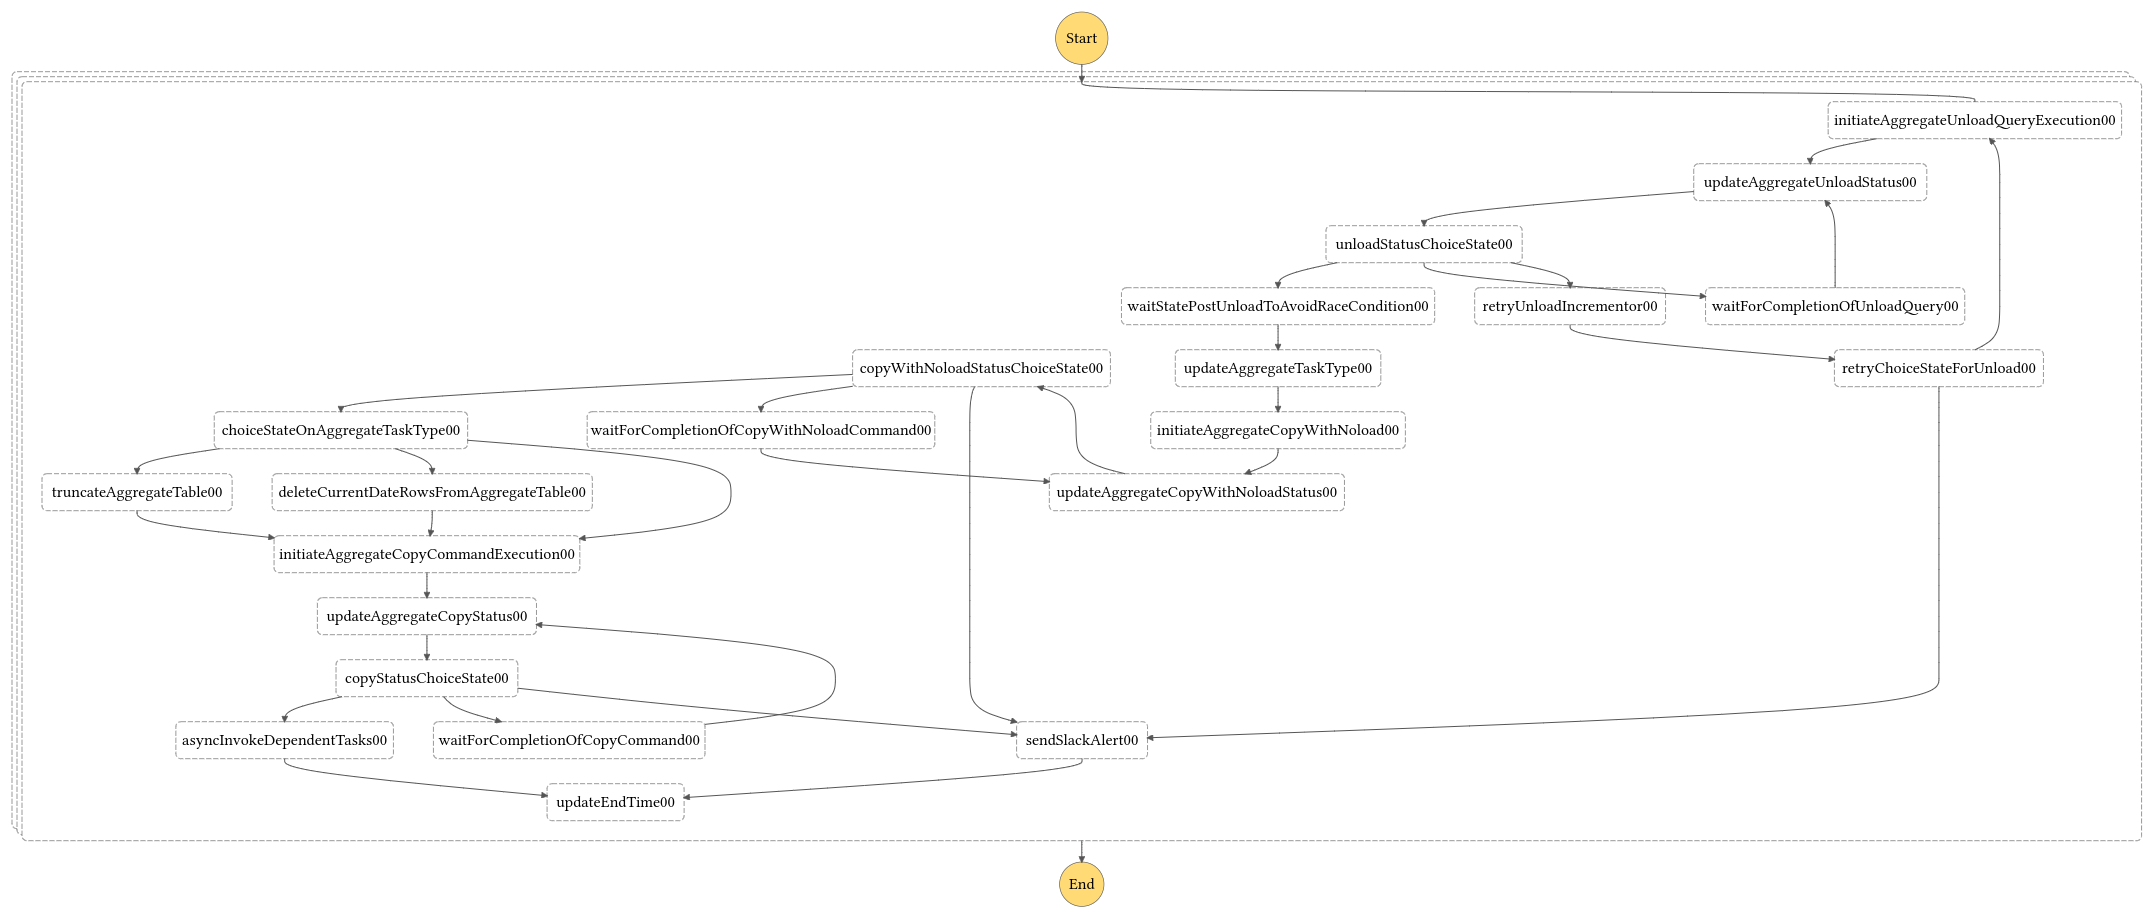 Start
initiateAggregateUnloadQueryExecution00
updateAggregateUnloadStatus00
unloadStatusChoiceState00
waitStatePostUnloadToAvoidRaceCondition00
retryUnloadIncrementor00
waitForCompletionOfUnloadQuery00
copyWithNoloadStatusChoiceState00
updateAggregateTaskType00
retryChoiceStateForUnload00
choiceStateOnAggregateTaskType00
waitForCompletionOfCopyWithNoloadCommand00
initiateAggregateCopyWithNoload00
truncateAggregateTable00
deleteCurrentDateRowsFromAggregateTable00
updateAggregateCopyWithNoloadStatus00
initiateAggregateCopyCommandExecution00
updateAggregateCopyStatus00
copyStatusChoiceState00
asyncInvokeDependentTasks00
waitForCompletionOfCopyCommand00
sendSlackAlert00
updateEndTime00
End